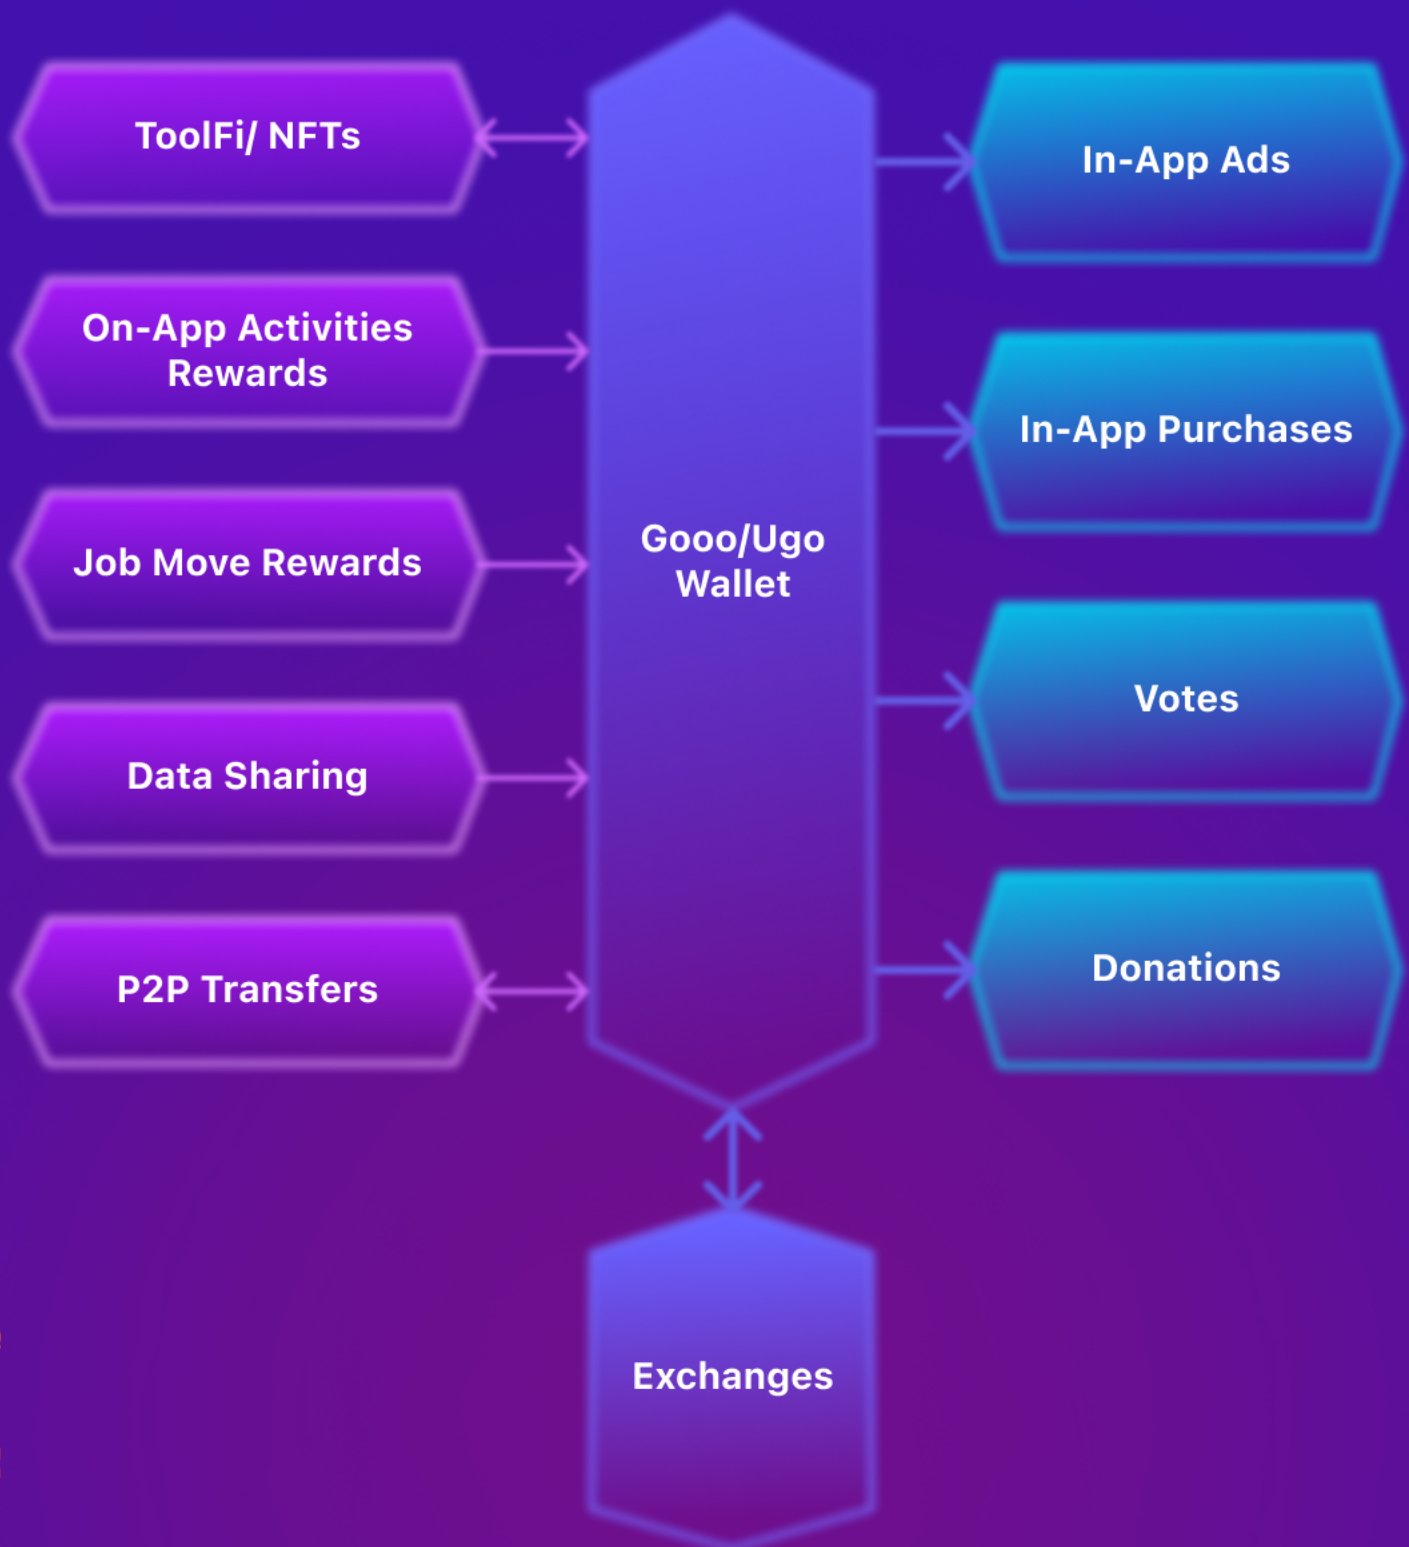 ToolFi/ NFTs
On-App Activities
Rewards
Job Move Rewards
Data Sharing
P2P Transfers
Gooo/Ugo
Wallet
In-App Ads
In-App Purchases
Votes
Donations
Exchanges